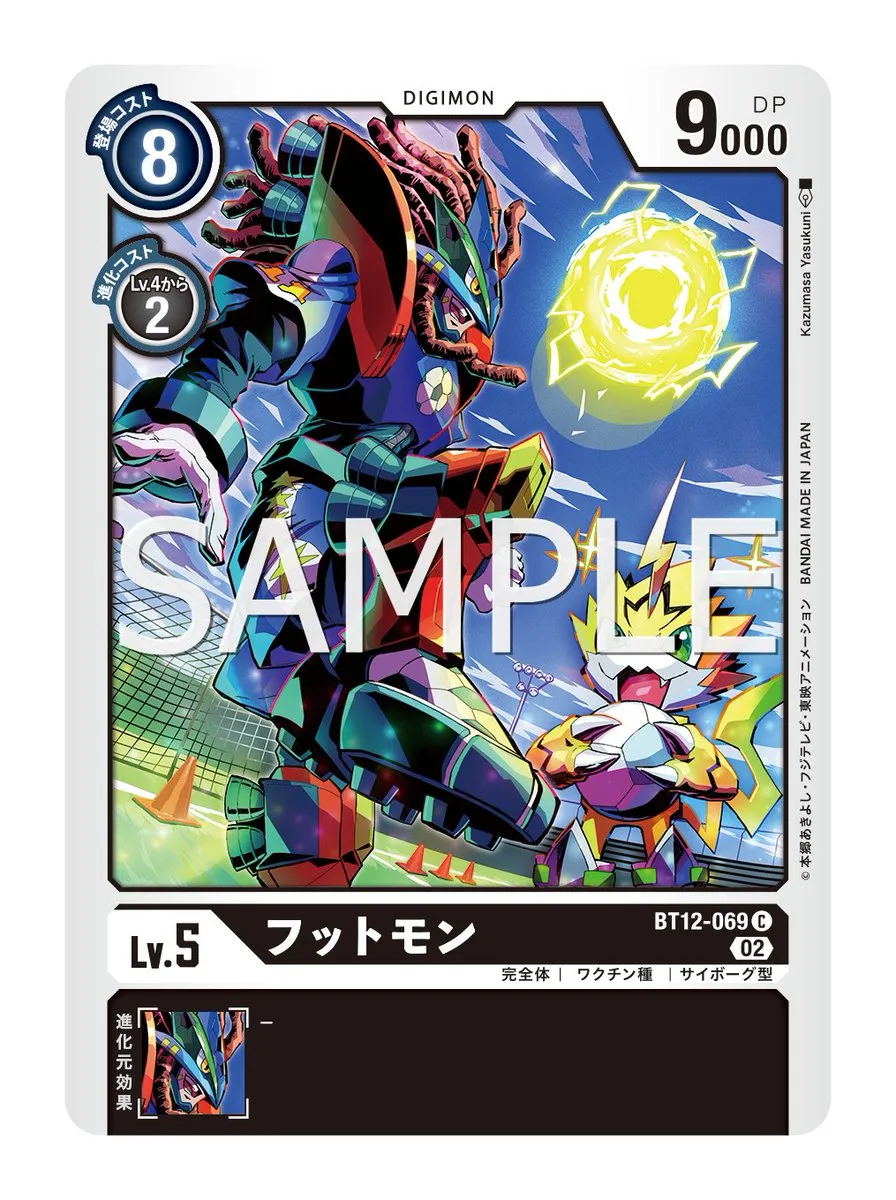 DIGIMON
登場コスト
8
DP
9000
進化コスト
Lv.4から
2
Kazumasa Yasukuni
SAMPLE
© 本郷あきよし・フジテレビ・東映アニメーション BANDAI MADE IN JAPAN
Lv.5
フットモン
BT12-069 C
02
完全体 | ワクチン種 | サイボーグ型
進化元効果
–